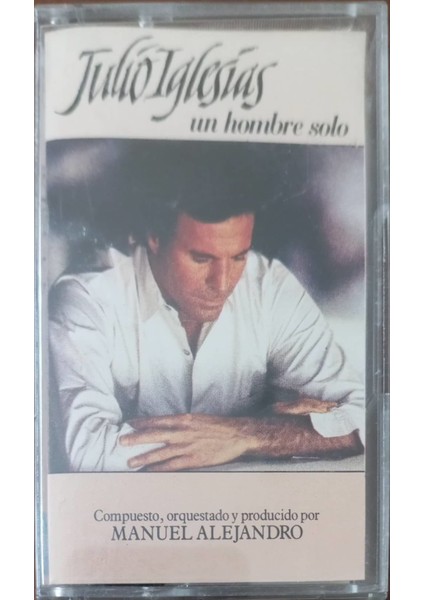 Julio Iglesias
un hombre solo
Compuesto, orquestado y producido por
MANUEL ALEJANDRO